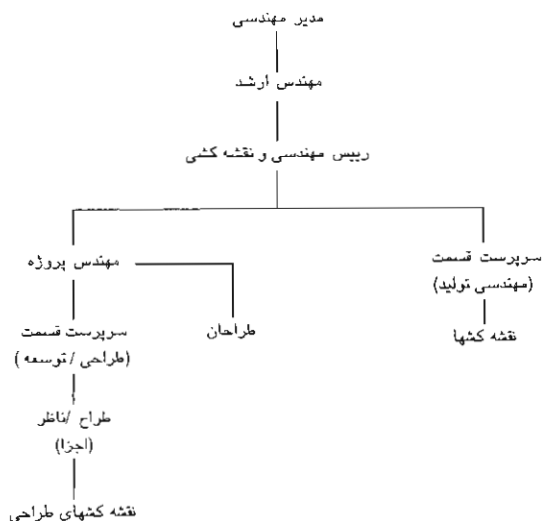 مدیر مهندسی
مهندس ارشد
رییس مهندسی و نقشه کشی
سرپرست قسمت
(مهندسی تولید)
نقشه کشها
مهندس پروژه
طراحان
سرپرست قسمت
(طراحی / توسعه )
طراح /ناظر
(اجزا)
نقشه کشهای طراحی